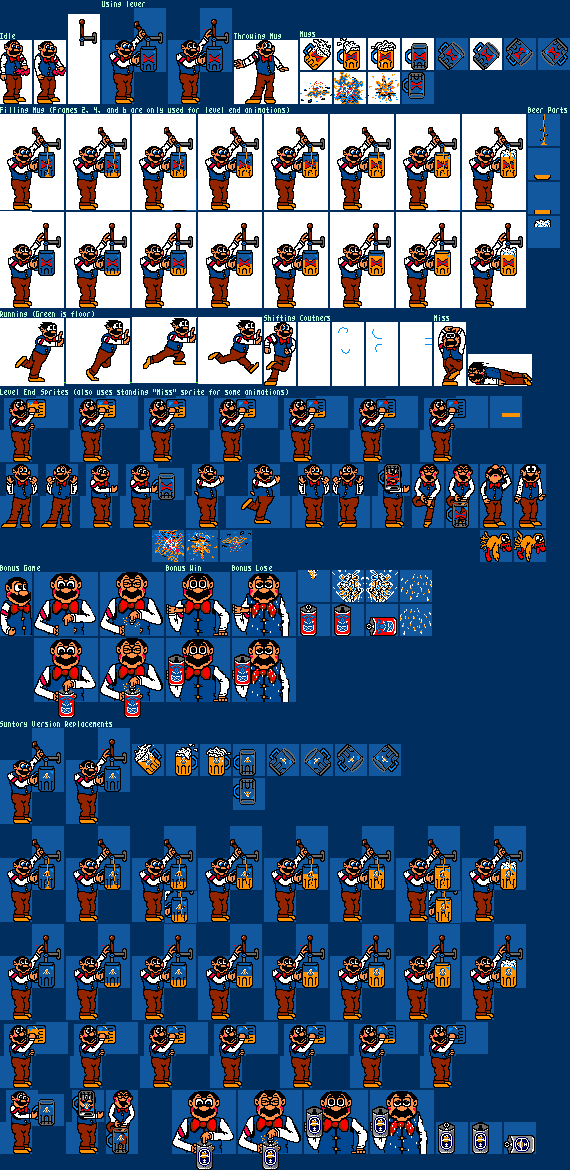 Using lever
Idle
Throwing Mug
Mugs
Filling Mug (Frames 2, 4, and 6 are only used for level end animations)
Beer Parts
Running (Green is floor)
Shifting Coutners
Miss
Level End Sprites (also uses standing "Miss" sprite for some animations)
Bonus Game
Bonus Win
Bonus Lose
Suntory Version Replacements